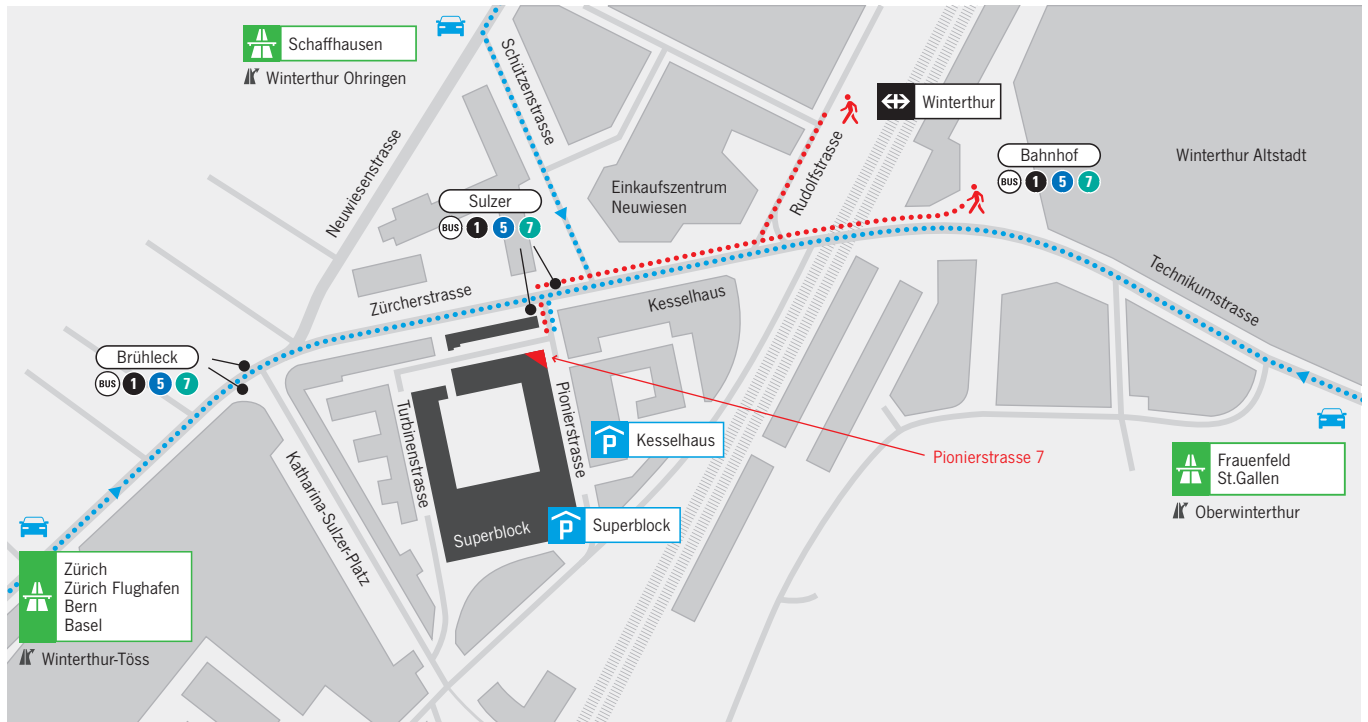 Schaffhausen
Winterthur Ohringen
Schützenstrasse
Neuwiesenstrasse
Winterthur
Rudolfstrasse
Bahnhof
BUS 1 5 7
Winterthur Altstadt
Einkaufszentrum
Neuwiesen
Sulzer
BUS 1 5 7
Technikumstrasse
Zürcherstrasse
Kesselhaus
Brühleck
BUS 1 5 7
Turbinenstrasse
Pionierstrasse
P Kesselhaus
Pionierstrasse 7
Katharina-Sulzer-Platz
Superblock
P Superblock
Frauenfeld
St.Gallen
Oberwinterthur
Zürich
Zürich Flughafen
Bern
Basel
Winterthur-Töss